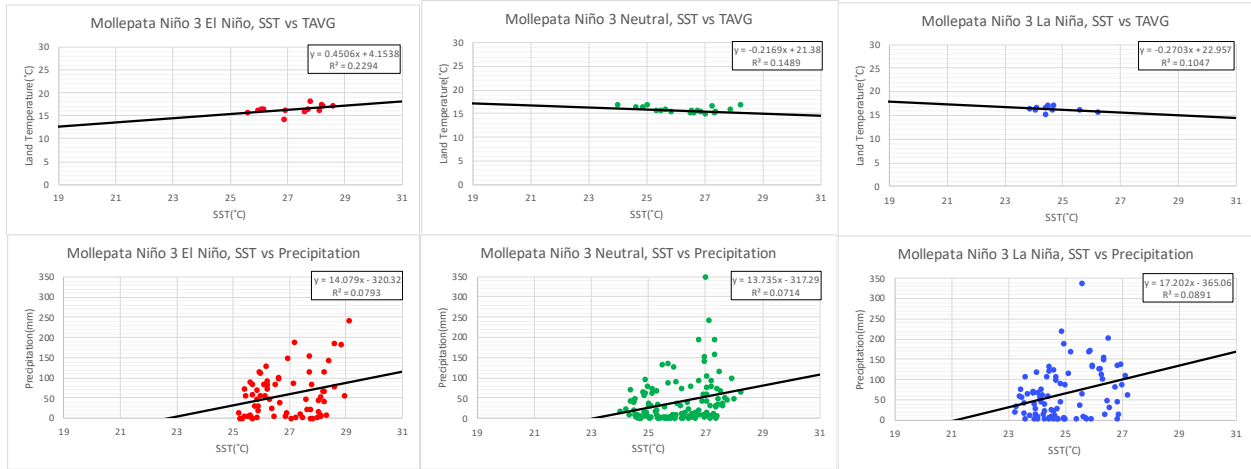 Mollepata Niño 3 El Niño, SST vs TAVG
y = 0.4506x + 4.1538
R² = 0.2294
Land Temperature(˚C)
30
25
20
15
10
5
0
19 21 23 25 27 29 31
SST(˚C)
Mollepata Niño 3 Neutral, SST vs TAVG
y = -0.2169x + 21.38
R² = 0.1489
Land Temperature(˚C)
30
25
20
15
10
5
0
19 21 23 25 27 29 31
SST(˚C)
Mollepata Niño 3 La Niña, SST vs TAVG
y = -0.2703x + 22.957
R² = 0.1047
Land Temperature(˚C)
30
25
20
15
10
5
0
19 21 23 25 27 29 31
SST(˚C)
Mollepata Niño 3 El Niño, SST vs Precipitation
y = 14.079x - 320.32
R² = 0.0793
Precipitation(mm)
350
300
250
200
150
100
50
0
19 21 23 25 27 29 31
SST(˚C)
Mollepata Niño 3 Neutral, SST vs Precipitation
y = 13.735x - 317.29
R² = 0.0714
Precipitation(mm)
350
300
250
200
150
100
50
0
19 21 23 25 27 29 31
SST(˚C)
Mollepata Niño 3 La Niña, SST vs Precipitation
y = 17.202x - 365.06
R² = 0.0891
Precipitation(mm)
350
300
250
200
150
100
50
0
19 21 23 25 27 29 31
SST(˚C)